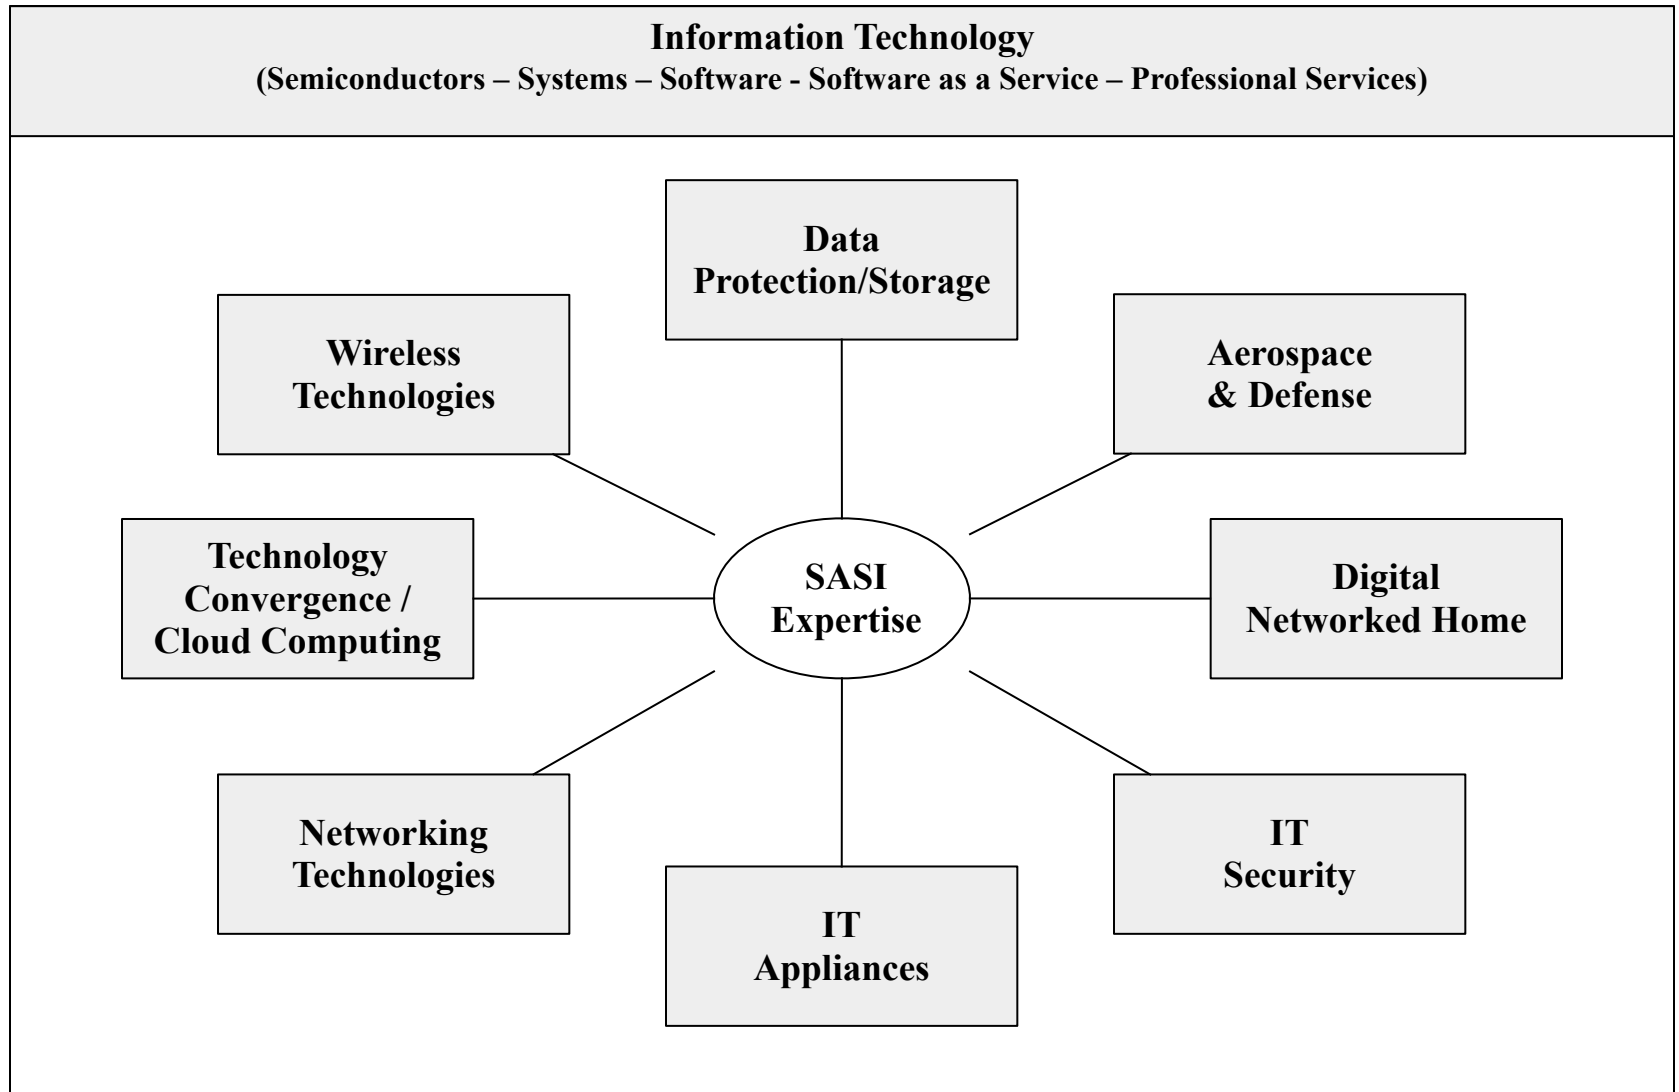 Information Technology
(Semiconductors – Systems – Software - Software as a Service – Professional Services)
Data
Protection/Storage
Wireless
Technologies
Aerospace
& Defense
Technology
Convergence /
Cloud Computing
SASI
Expertise
Digital
Networked Home
Networking
Technologies
IT
Security
IT
Appliances